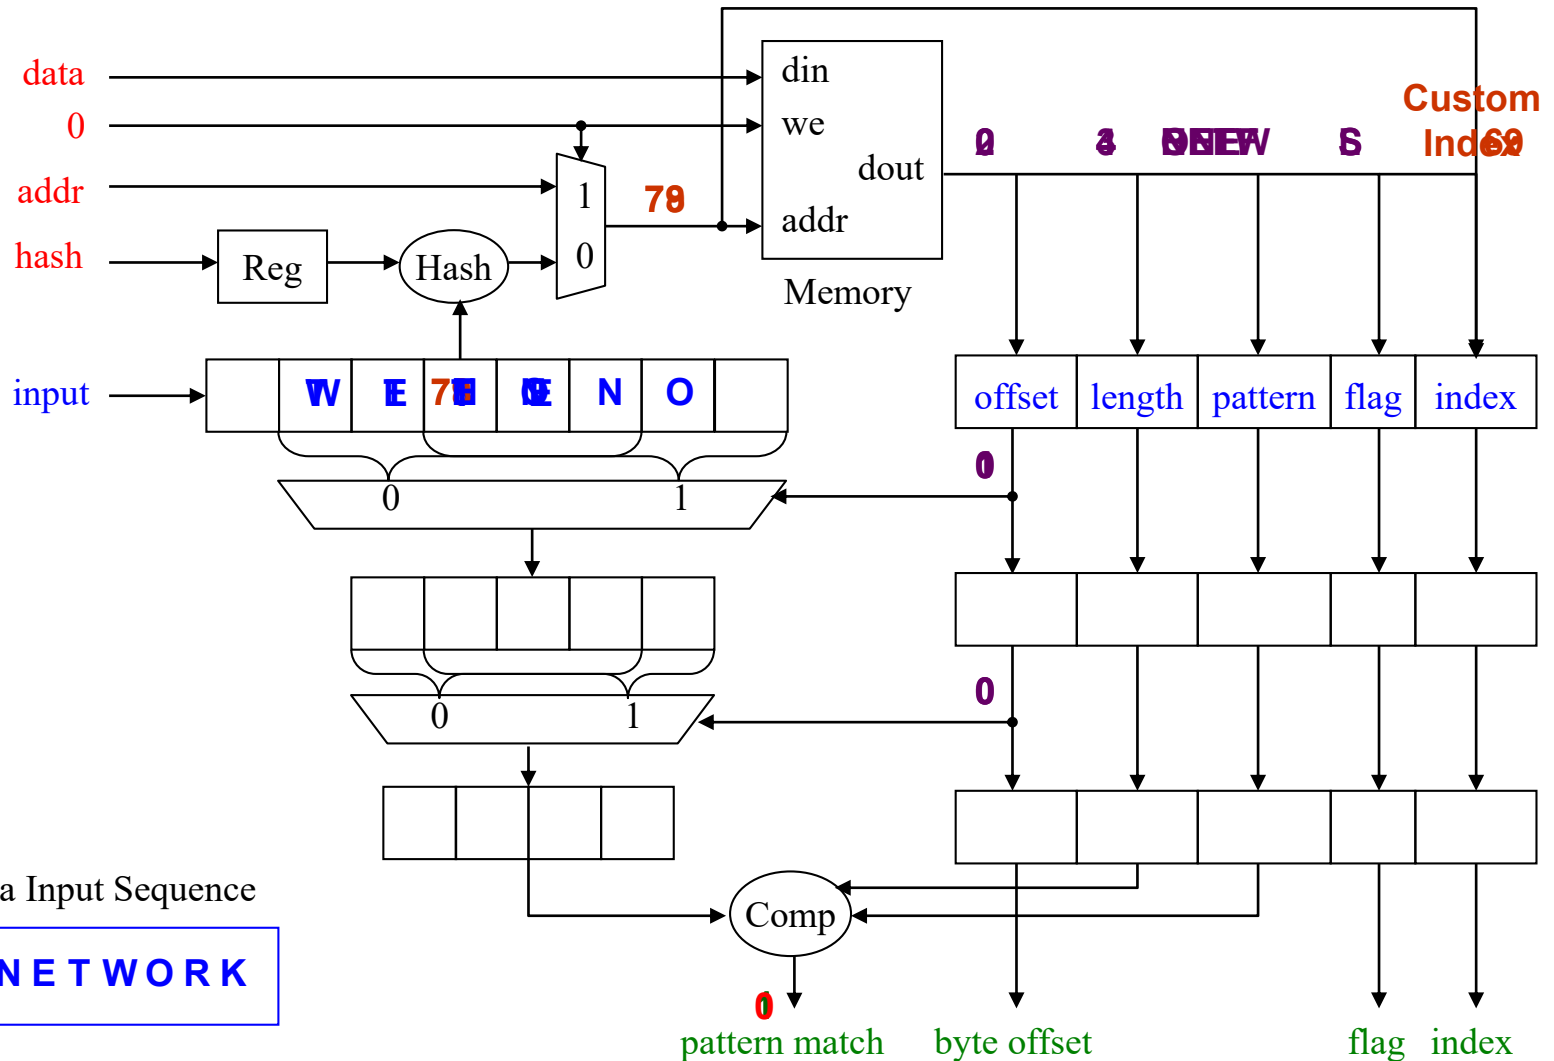 data
din
Custom
0
we
Index
dout
addr
1
addr
hash
Reg
Hash
0
Memory
input
N
O
offset
length
pattern
flag
index
0
1
0
0
1
a Input Sequence
Comp
N E T W O R K
pattern match
byte offset
flag
index